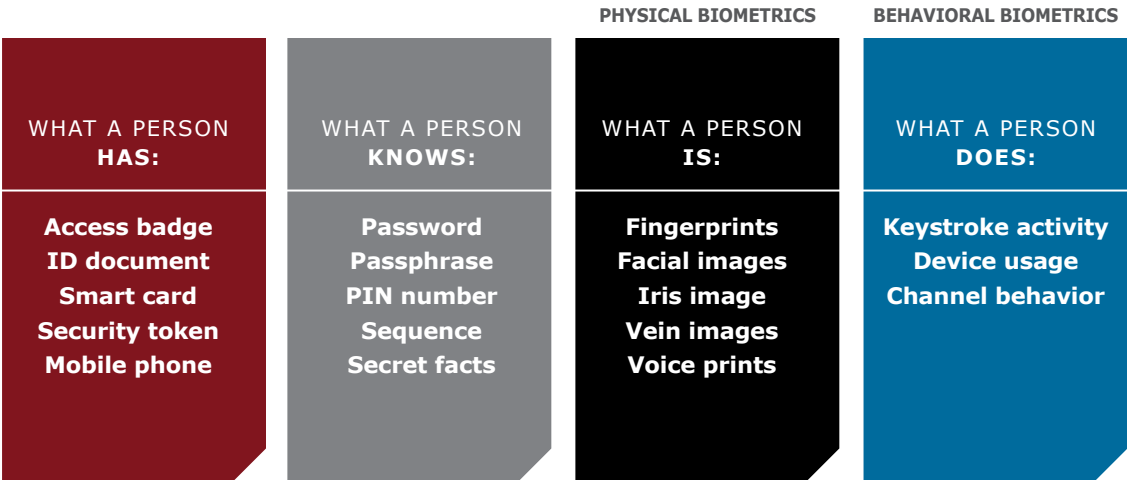 PHYSICAL BIOMETRICS
BEHAVIORAL BIOMETRICS
WHAT A PERSON
HAS:
Access badge
ID document
Smart card
Security token
Mobile phone
WHAT A PERSON
KNOWS:
Password
Passphrase
PIN number
Sequence
Secret facts
WHAT A PERSON
IS:
Fingerprints
Facial images
Iris image
Vein images
Voice prints
WHAT A PERSON
DOES:
Keystroke activity
Device usage
Channel behavior